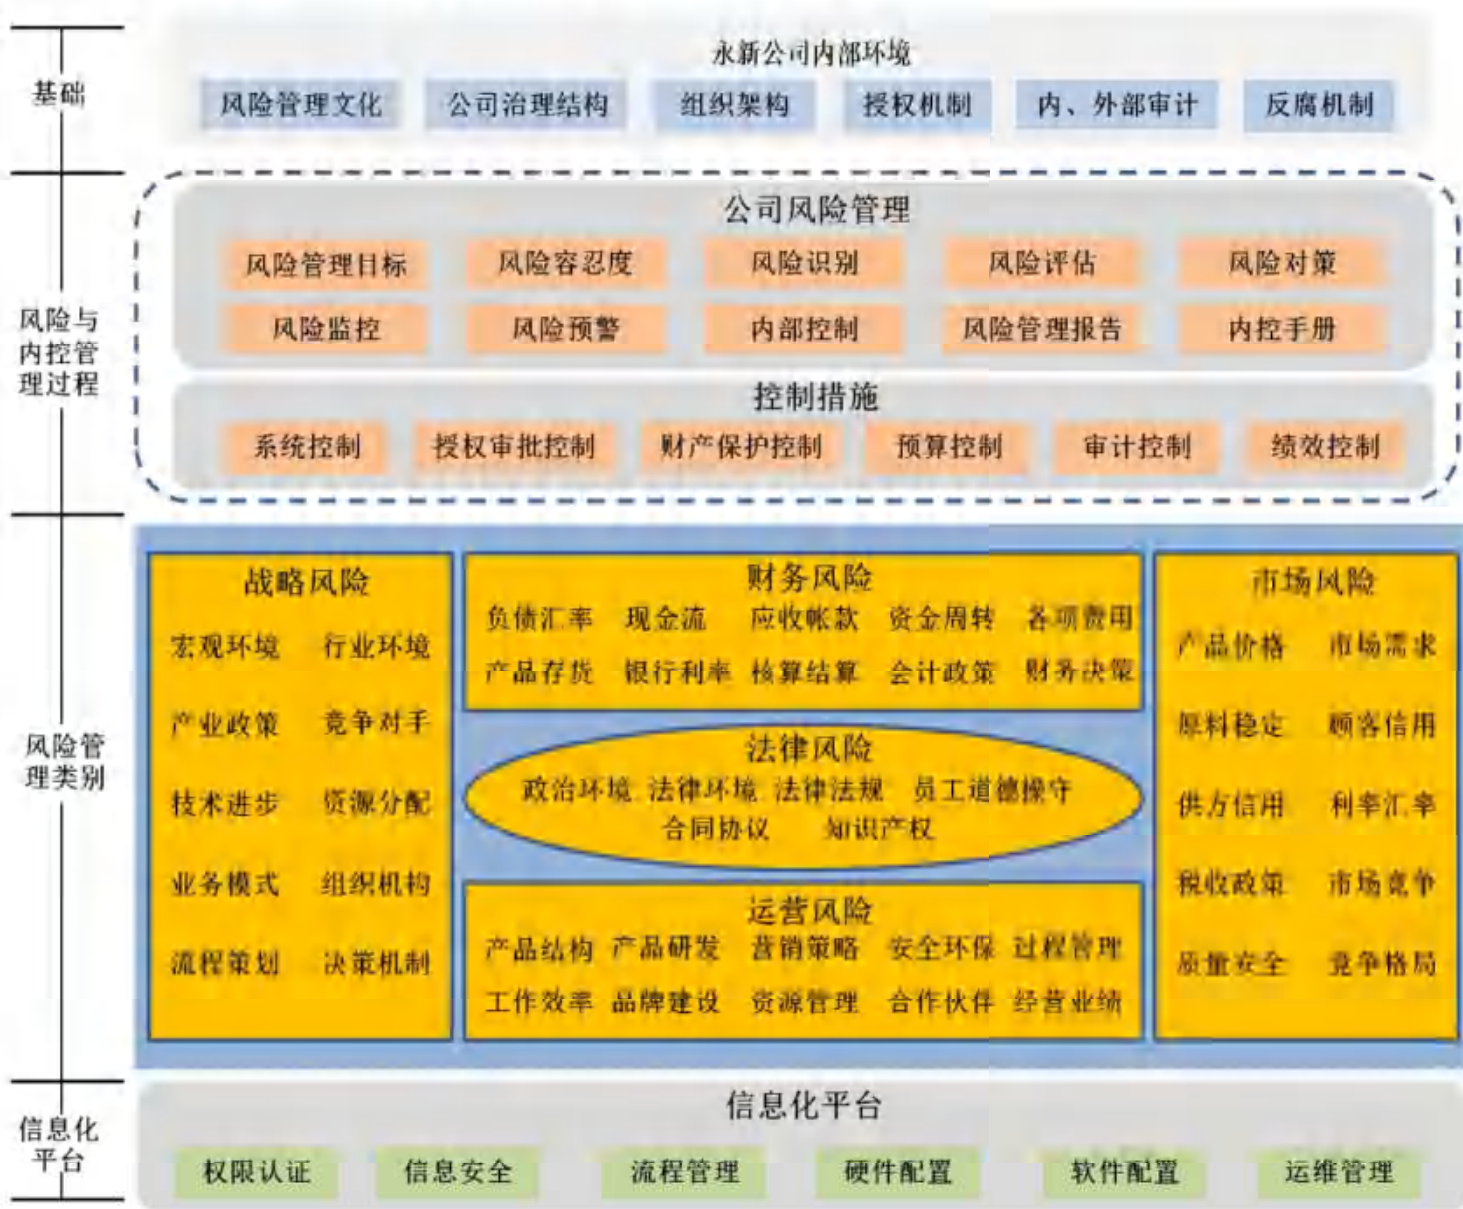 基础
永新公司内部环境
风险管理文化 公司治理结构 组织架构 授权机制 内、外部审计 反腐机制
风险与
内控管
理过程
公司风险管理
风险管理目标 风险容忍度 风险识别 风险评估 风险对策
风险监控 风险预警 内部控制 风险管理报告 内控手册
控制措施
系统控制 授权审批控制 财产保护控制 预算控制 审计控制 绩效控制
风险管
理类别
战略风险
宏观环境 行业环境
产业政策 竞争对手
技术进步 资源分配
业务模式 组织机构
流程策划 决策机制
财务风险
负债汇率 现金流 应收帐款 资金周转 各项费用
产品存货 银行利率 核算结算 会计政策 财务决策
法律风险
政治环境 法律环境 法律法规 员工道德操守
合同协议 知识产权
运营风险
产品结构 产品研发 营销策略 安全环保 过程管理
工作效率 品牌建设 资源管理 合作伙伴 经营业绩
市场风险
产品价格 市场需求
原料稳定 顾客信用
供方信用 利率汇率
税收政策 市场竞争
质量安全 竞争格局
信息化
平台
信息化平台
权限认证 信息安全 流程管理 硬件配置 软件配置 运维管理